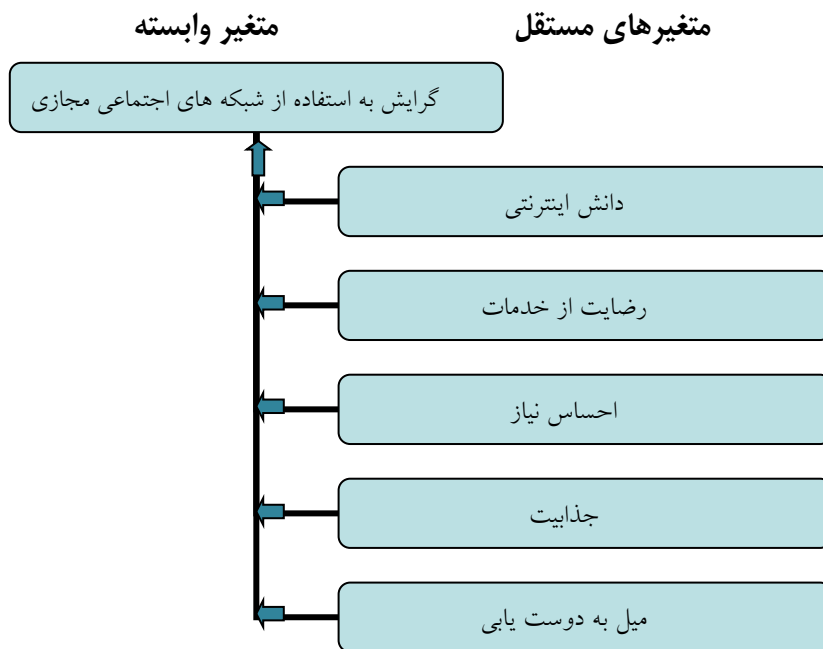 متغیرهای مستقل
متغیر وابسته
گرایش به استفاده از شبکه های اجتماعی مجازی
دانش اینترنتی
رضایت از خدمات
احساس نیاز
جذابیت
میل به دوست یابی